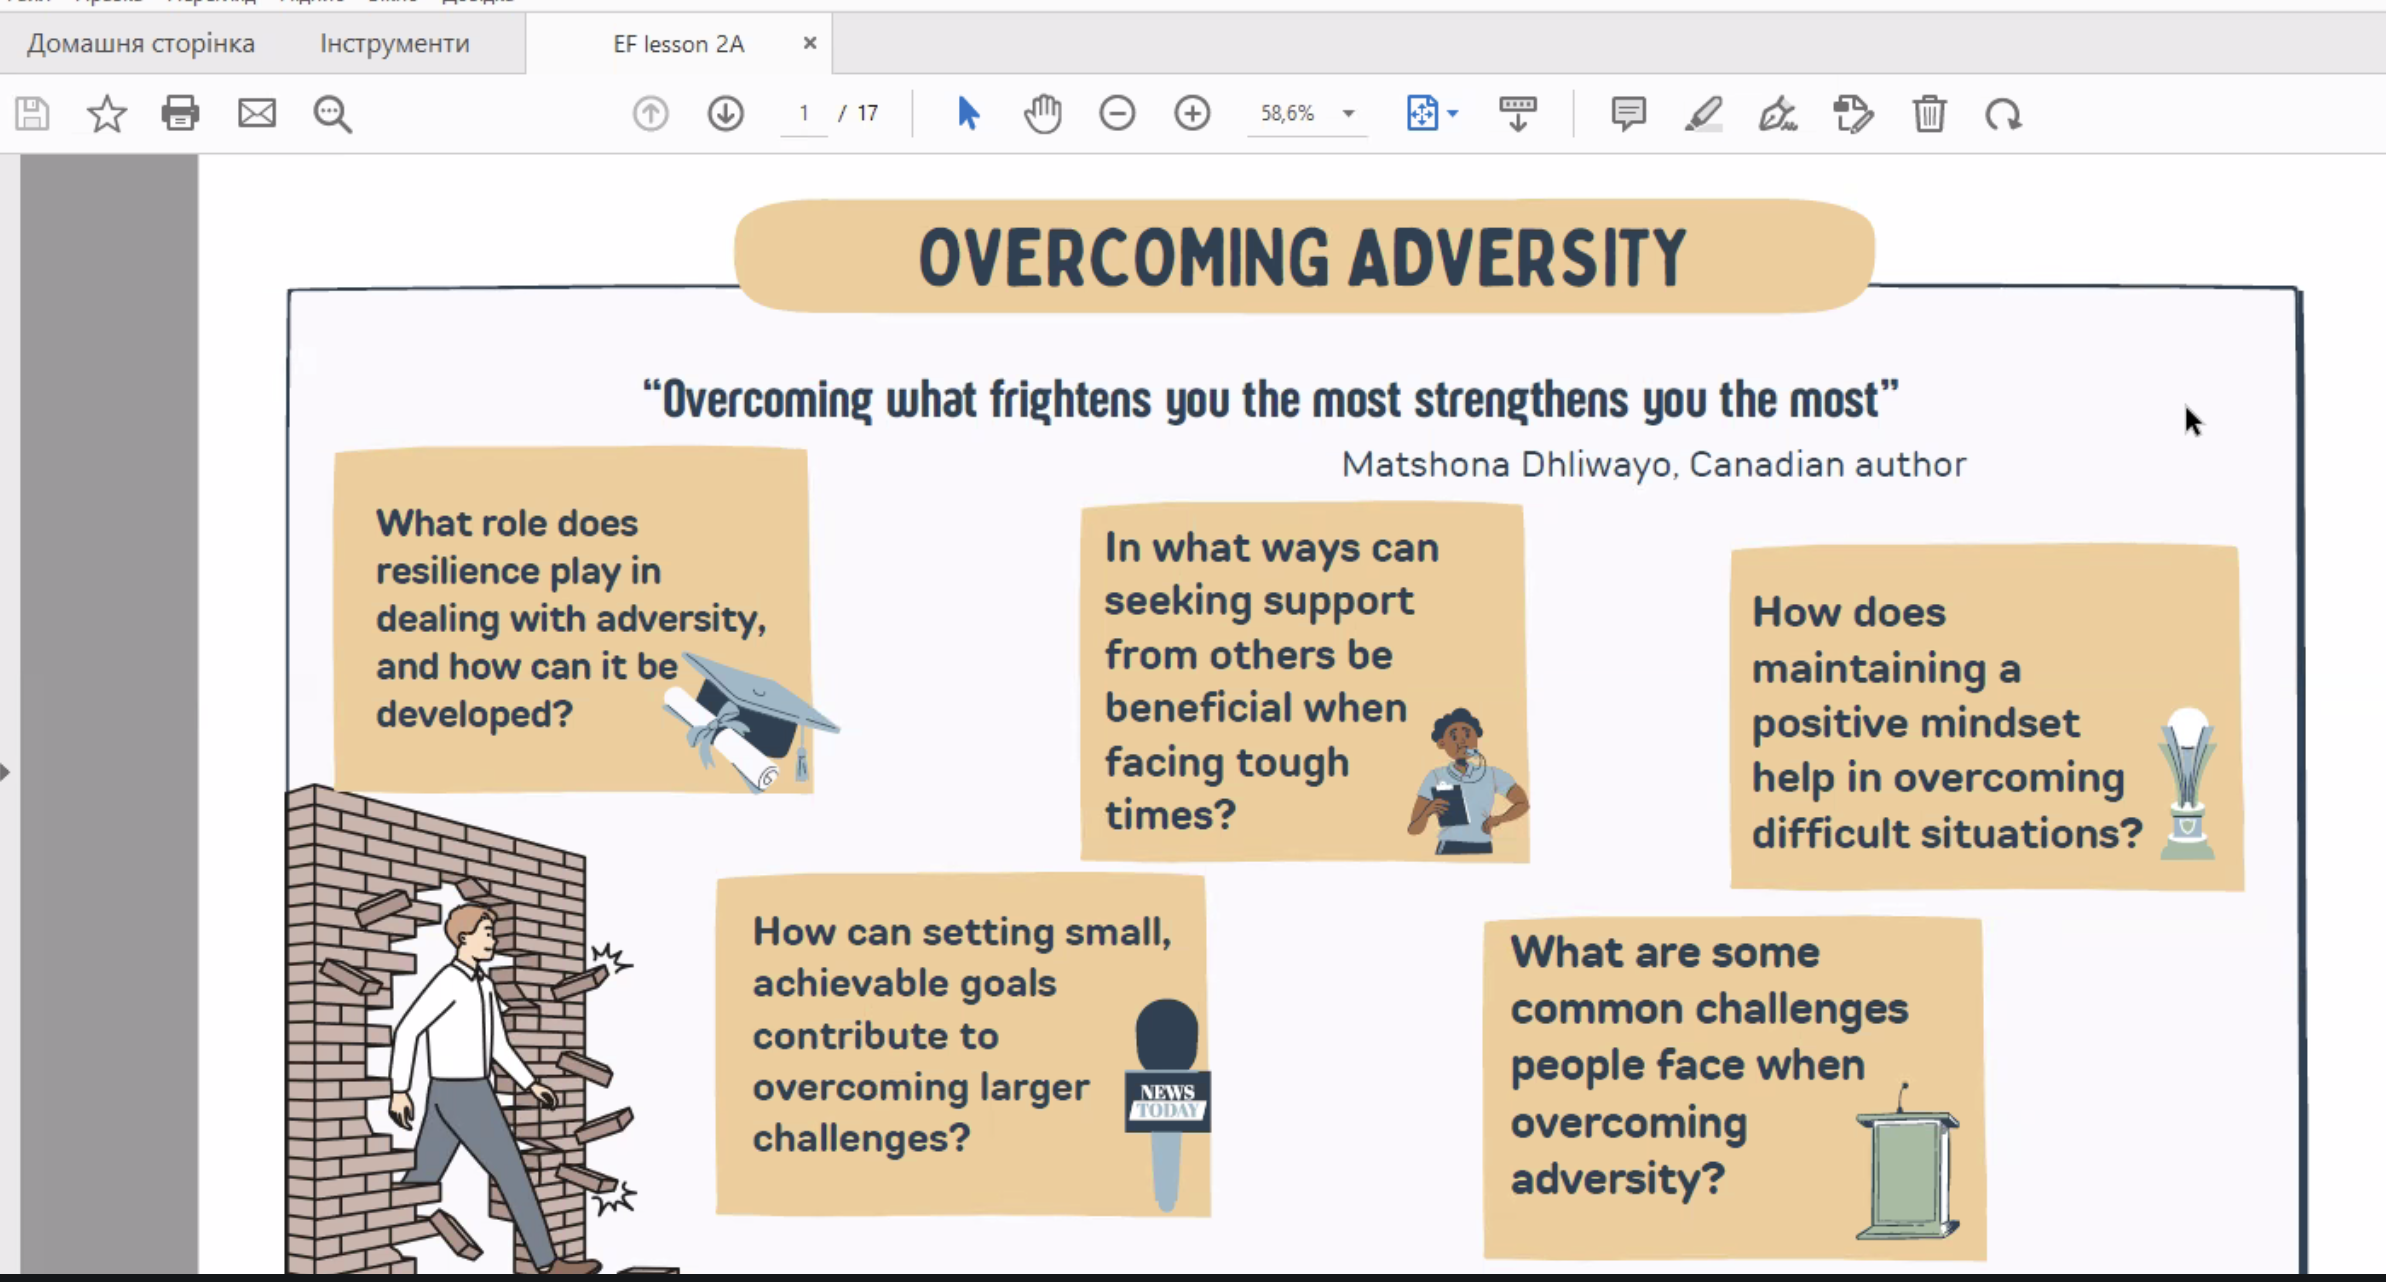 Домашня сторінка
Інструменти
EF lesson 2A
1 / 17
58,6%
OVERCOMING ADVERSITY
“Overcoming what frightens you the most strengthens you the most”
Matshona Dhliwayo, Canadian author
What role does
resilience play in
dealing with adversity,
and how can it be
developed?
In what ways can
seeking support
from others be
beneficial when
facing tough
times?
How does
maintaining a
positive mindset
help in overcoming
difficult situations?
How can setting small,
achievable goals
contribute to
overcoming larger
challenges?
NEWS
TODAY
What are some
common challenges
people face when
overcoming
adversity?